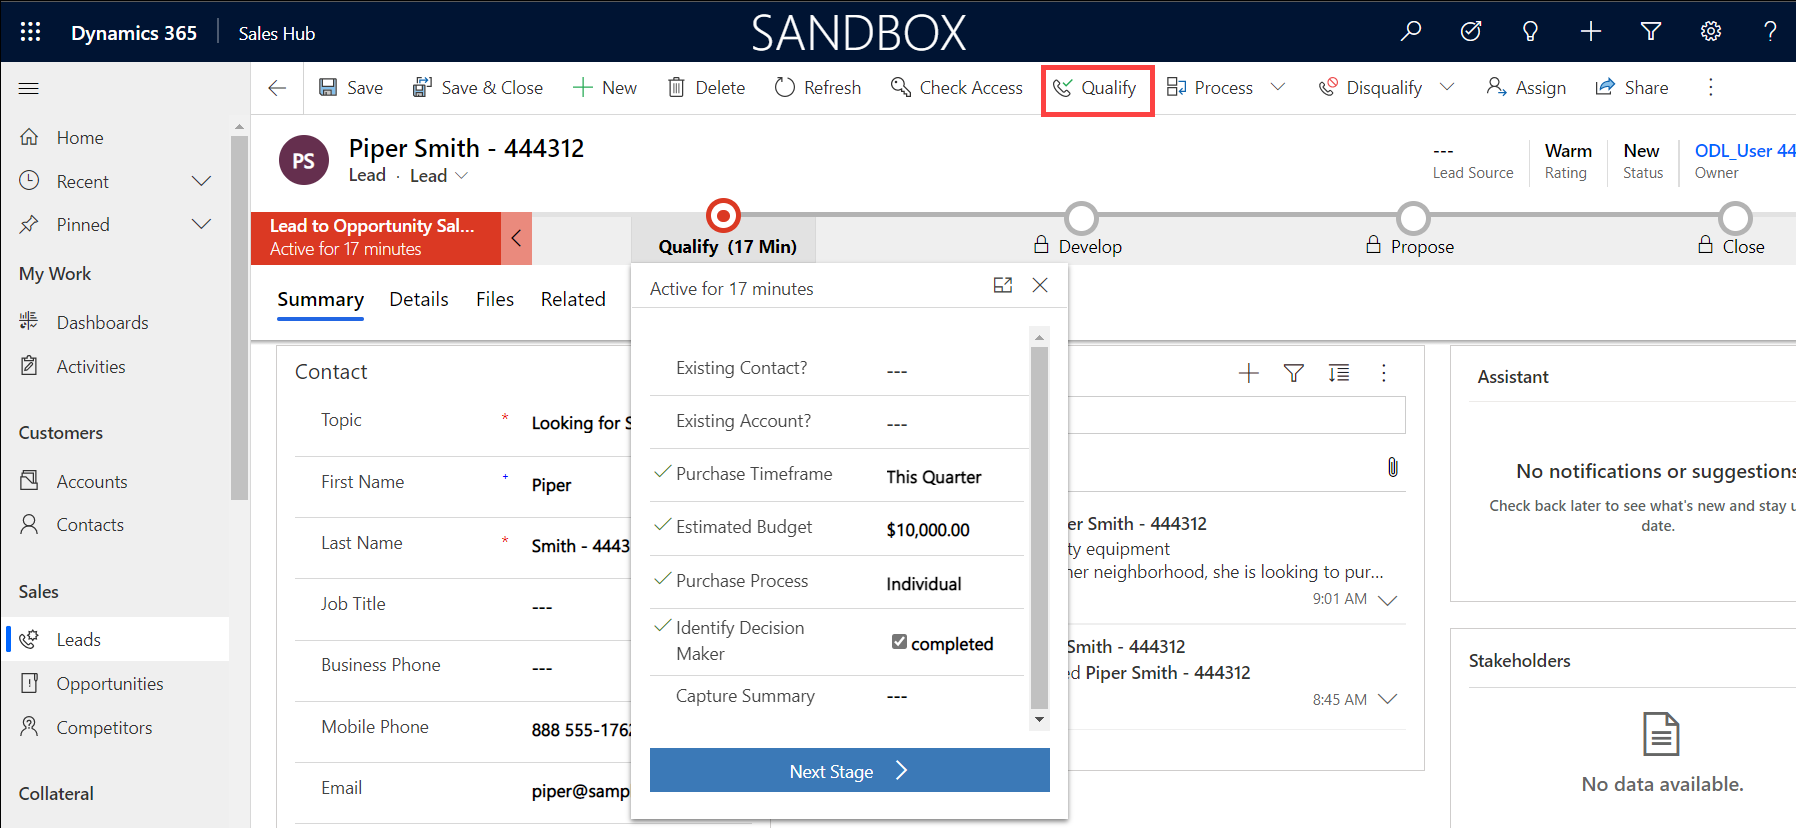 Dynamics 365
Sales Hub
SANDBOX
?
Save
Save & Close
New
Delete
Refresh
Check Access
Qualify
Process
Disqualify
Assign
Share
Home
Recent
Pinned
My Work
Dashboards
Activities
Customers
Accounts
Contacts
Sales
Leads
Opportunities
Competitors
Collateral
PS
Piper Smith - 444312
Lead · Lead
---
Lead Source
Warm
Rating
New
Status
ODL_User 44
Owner
Lead to Opportunity Sal...
Active for 17 minutes
Qualify (17 Min)
Develop
Propose
Close
Summary
Details
Files
Related
Active for 17 minutes
Existing Contact? ---
Existing Account? ---
Purchase Timeframe This Quarter
Estimated Budget $10,000.00
Purchase Process Individual
Identify Decision
Maker
completed
Capture Summary ---
Next Stage
Contact
Topic * Looking for S
First Name + Piper
Last Name * Smith - 4443
Job Title ---
Business Phone ---
Mobile Phone 888 555-1762
Email piper@samp
er Smith - 444312
ty equipment
her neighborhood, she is looking to pur...
9:01 AM
Smith - 444312
ed Piper Smith - 444312
8:45 AM
Assistant
No notifications or suggestions
Check back later to see what's new and stay u
date.
Stakeholders
No data available.